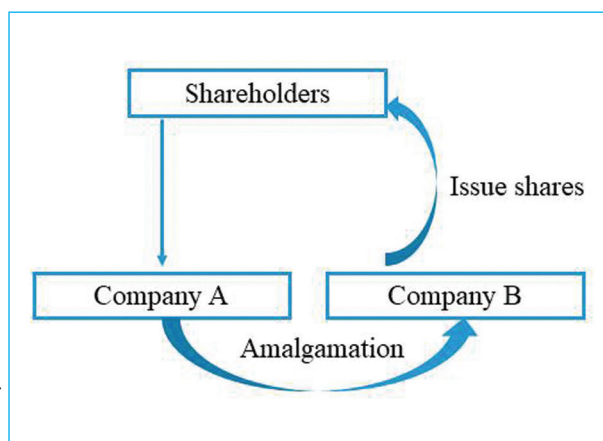 Shareholders
Issue shares
Company A
Company B
Amalgamation